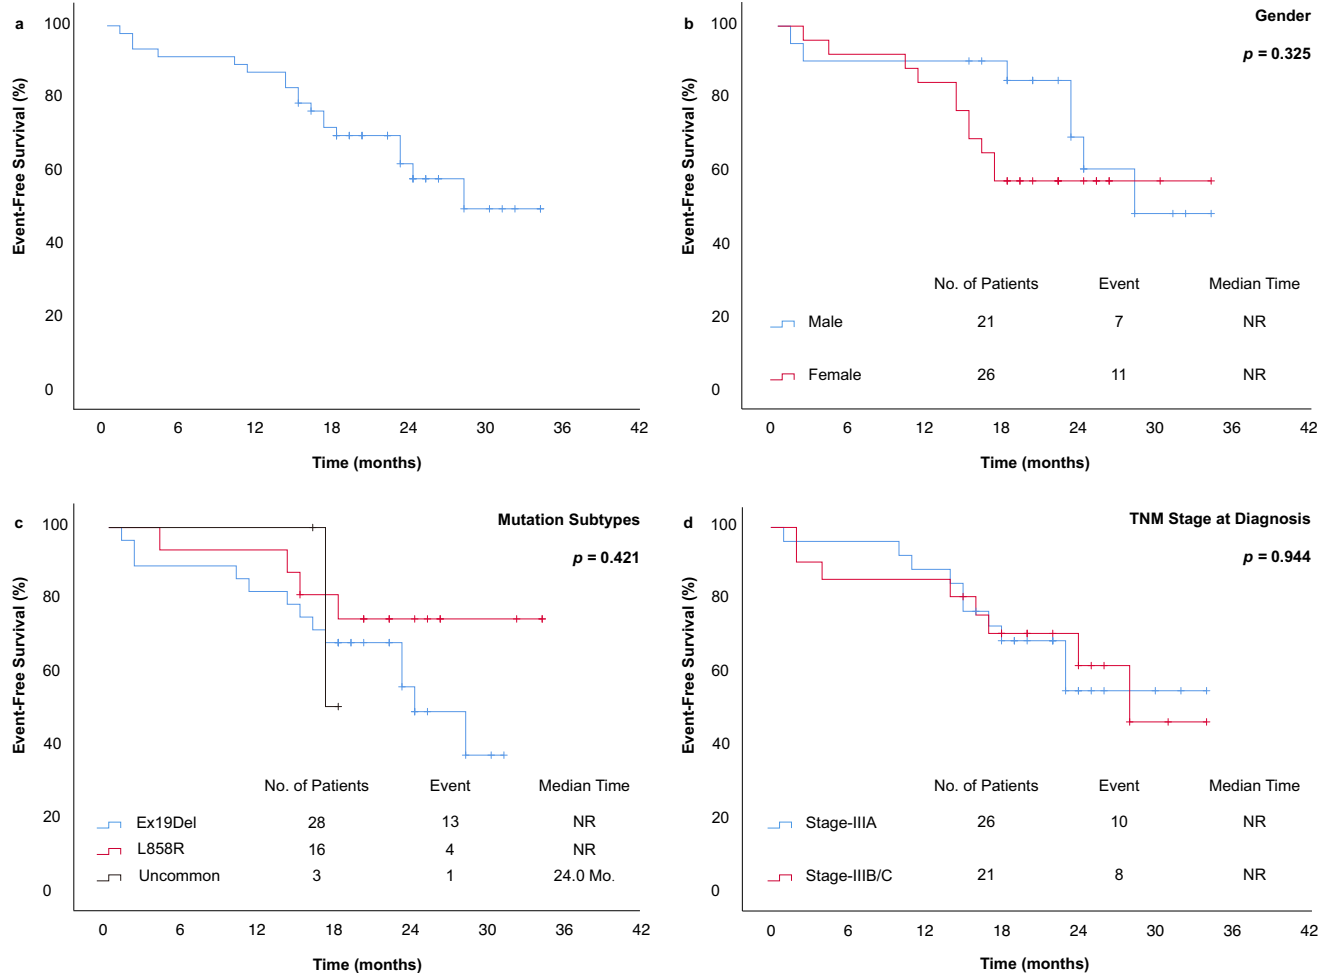 a
100
80
60
40
20
0
Event-Free Survival (%)
0 6 12 18 24 30 36 42
Time (months)
b
Gender
p = 0.325
100
80
60
40
20
0
Event-Free Survival (%)
No. of Patients Event Median Time
Male 21 7 NR
Female 26 11 NR
0 6 12 18 24 30 36 42
Time (months)
c
Mutation Subtypes
p = 0.421
100
80
60
40
20
0
Event-Free Survival (%)
No. of Patients Event Median Time
Ex19Del 28 13 NR
L858R 16 4 NR
Uncommon 3 1 24.0 Mo.
0 6 12 18 24 30 36 42
Time (months)
d
TNM Stage at Diagnosis
p = 0.944
100
80
60
40
20
0
Event-Free Survival (%)
No. of Patients Event Median Time
Stage-IIIA 26 10 NR
Stage-IIIB/C 21 8 NR
0 6 12 18 24 30 36 42
Time (months)